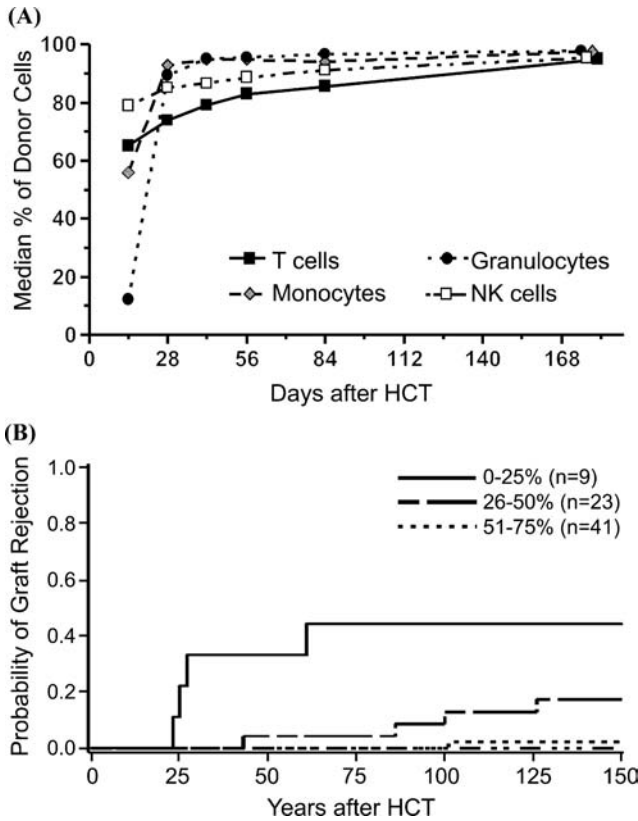 (A)
Median % of Donor Cells
100
80
60
40
20
0
T cells
Granulocytes
Monocytes
NK cells
0 28 56 84 112 140 168
Days after HCT
(B)
Probability of Graft Rejection
1.0
0.8
0.6
0.4
0.2
0.0
0-25% (n=9)
26-50% (n=23)
51-75% (n=41)
0 25 50 75 100 125 150
Years after HCT